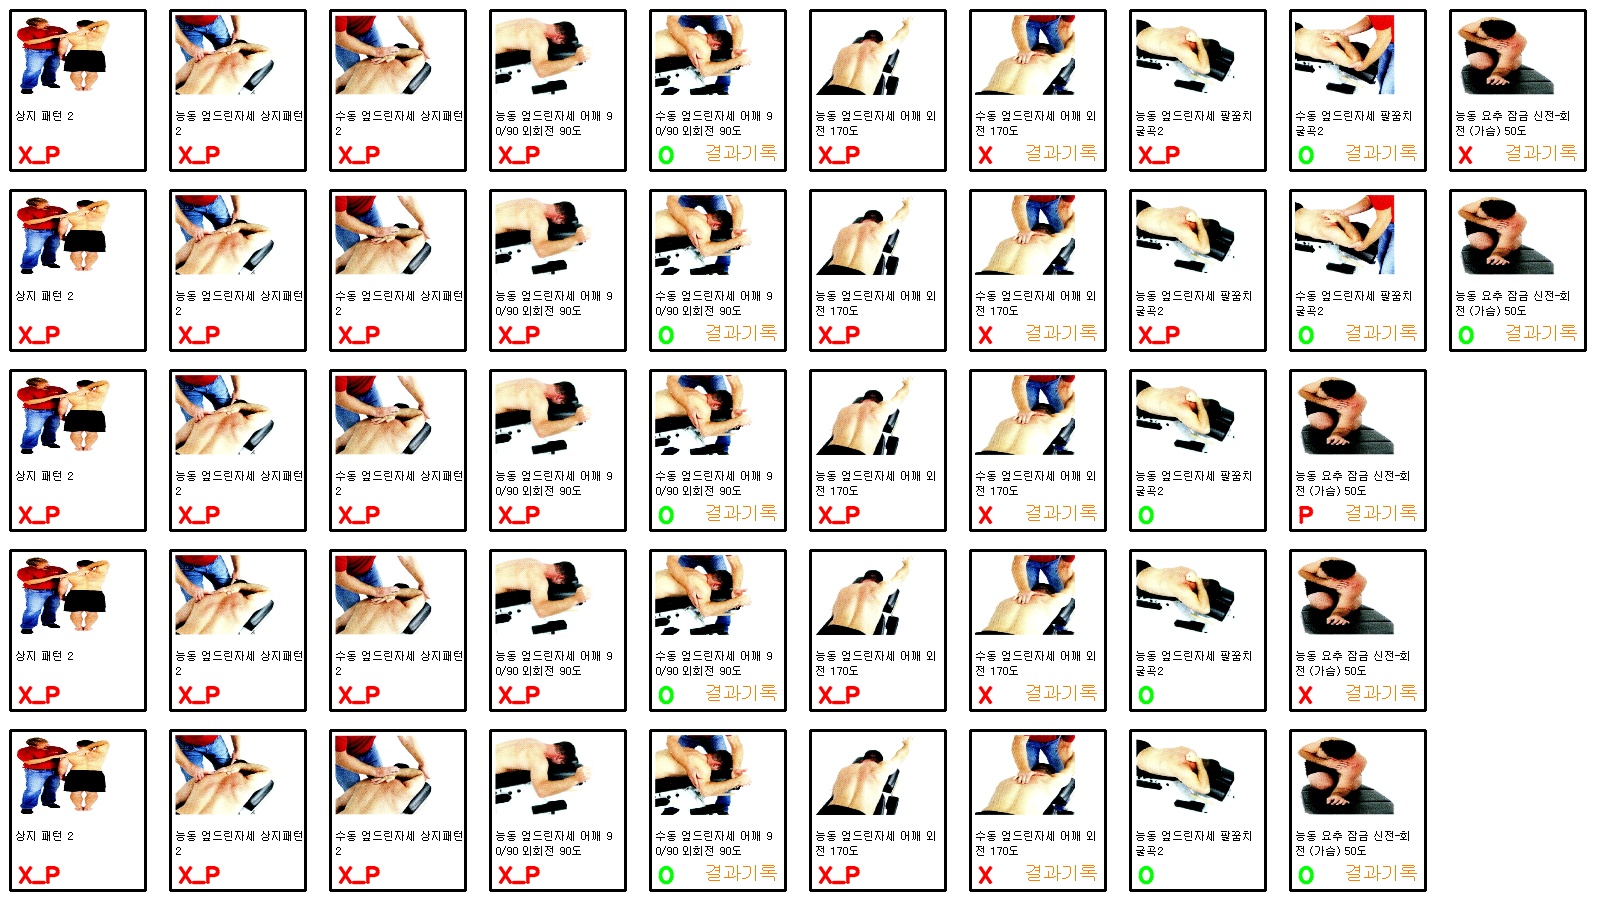 상지 패턴 2
X_P
능동 엎드린자세 상지패턴
2
X_P
수동 엎드린자세 상지패턴
2
X_P
능동 엎드린자세 어깨 9
0/90 외회전 90도
X_P
수동 엎드린자세 어깨 9
0/90 외회전 90도
O 결과기록
능동 엎드린자세 어깨 외
전 170도
X_P
수동 엎드린자세 어깨 외
전 170도
X 결과기록
능동 엎드린자세 팔꿈치
굴곡2
X_P
수동 엎드린자세 팔꿈치
굴곡2
O 결과기록
능동 요추 잠금 신전-회
전 (가슴) 50도
X 결과기록
상지 패턴 2
X_P
능동 엎드린자세 상지패턴
2
X_P
수동 엎드린자세 상지패턴
2
X_P
능동 엎드린자세 어깨 9
0/90 외회전 90도
X_P
수동 엎드린자세 어깨 9
0/90 외회전 90도
O 결과기록
능동 엎드린자세 어깨 외
전 170도
X_P
수동 엎드린자세 어깨 외
전 170도
X 결과기록
능동 엎드린자세 팔꿈치
굴곡2
X_P
수동 엎드린자세 팔꿈치
굴곡2
O 결과기록
능동 요추 잠금 신전-회
전 (가슴) 50도
O 결과기록
상지 패턴 2
X_P
능동 엎드린자세 상지패턴
2
X_P
수동 엎드린자세 상지패턴
2
X_P
능동 엎드린자세 어깨 9
0/90 외회전 90도
X_P
수동 엎드린자세 어깨 9
0/90 외회전 90도
O 결과기록
능동 엎드린자세 어깨 외
전 170도
X_P
수동 엎드린자세 어깨 외
전 170도
X 결과기록
능동 엎드린자세 팔꿈치
굴곡2
O
능동 요추 잠금 신전-회
전 (가슴) 50도
P 결과기록
상지 패턴 2
X_P
능동 엎드린자세 상지패턴
2
X_P
수동 엎드린자세 상지패턴
2
X_P
능동 엎드린자세 어깨 9
0/90 외회전 90도
X_P
수동 엎드린자세 어깨 9
0/90 외회전 90도
O 결과기록
능동 엎드린자세 어깨 외
전 170도
X_P
수동 엎드린자세 어깨 외
전 170도
X 결과기록
능동 엎드린자세 팔꿈치
굴곡2
O
능동 요추 잠금 신전-회
전 (가슴) 50도
X 결과기록
상지 패턴 2
X_P
능동 엎드린자세 상지패턴
2
X_P
수동 엎드린자세 상지패턴
2
X_P
능동 엎드린자세 어깨 9
0/90 외회전 90도
X_P
수동 엎드린자세 어깨 9
0/90 외회전 90도
O 결과기록
능동 엎드린자세 어깨 외
전 170도
X_P
수동 엎드린자세 어깨 외
전 170도
X 결과기록
능동 엎드린자세 팔꿈치
굴곡2
O
능동 요추 잠금 신전-회
전 (가슴) 50도
O 결과기록